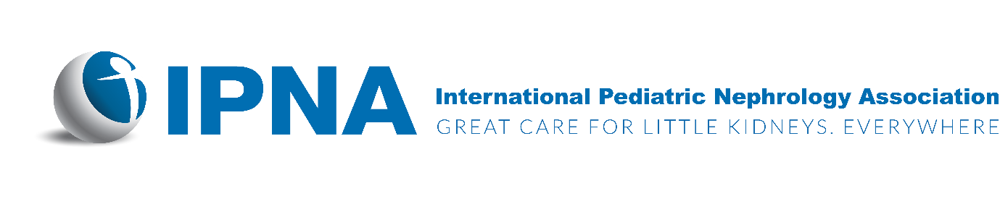 IPNA
International Pediatric Nephrology Association
GREAT CARE FOR LITTLE KIDNEYS. EVERYWHERE